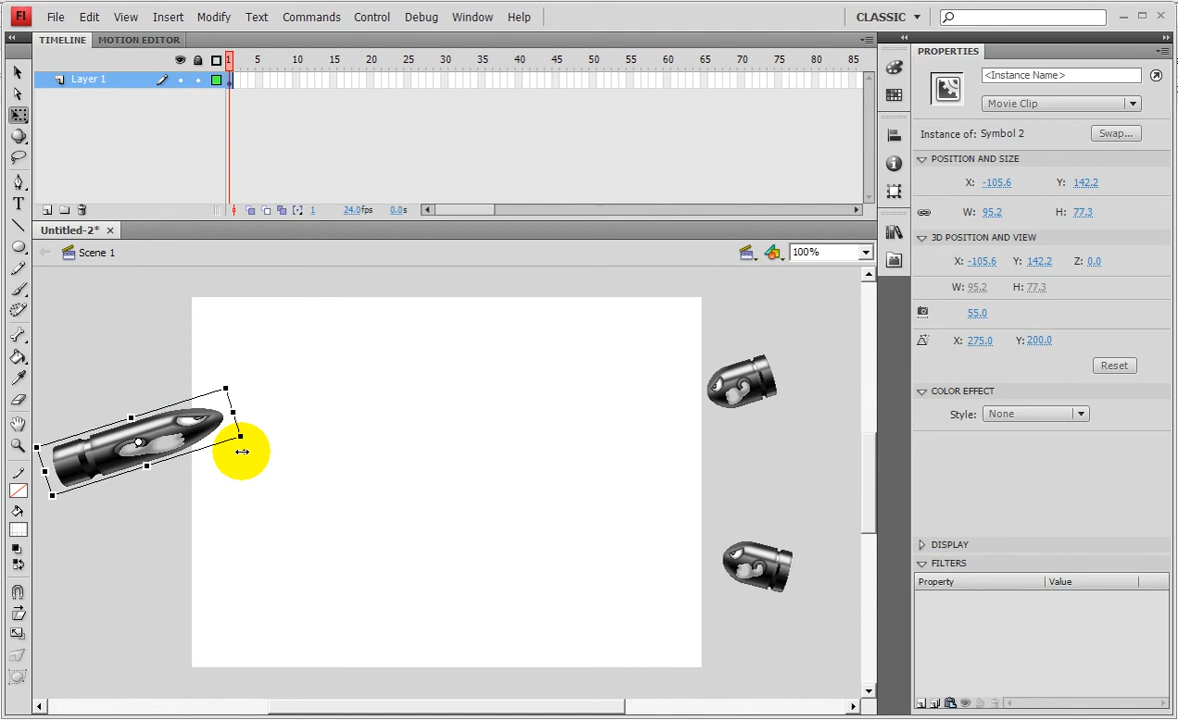 Fl File Edit View Insert Modify Text Commands Control Debug Window Help CLASSIC
TIMELINE MOTION EDITOR
1 5 10 15 20 25 30 35 40 45 50 55 60 65 70 75 80 85
Layer 1
1 24.0fps 0.0s
Untitled-2* ×
Scene 1 100%
PROPERTIES
<Instance Name>
Movie Clip
Instance of: Symbol 2 Swap...
POSITION AND SIZE
X: -105.6 Y: 142.2
W: 95.2 H: 77.3
3D POSITION AND VIEW
X: -105.6 Y: 142.2 Z: 0.0
W: 95.2 H: 77.3
55.0
X: 275.0 Y: 200.0
Reset
COLOR EFFECT
Style: None
DISPLAY
FILTERS
Property Value